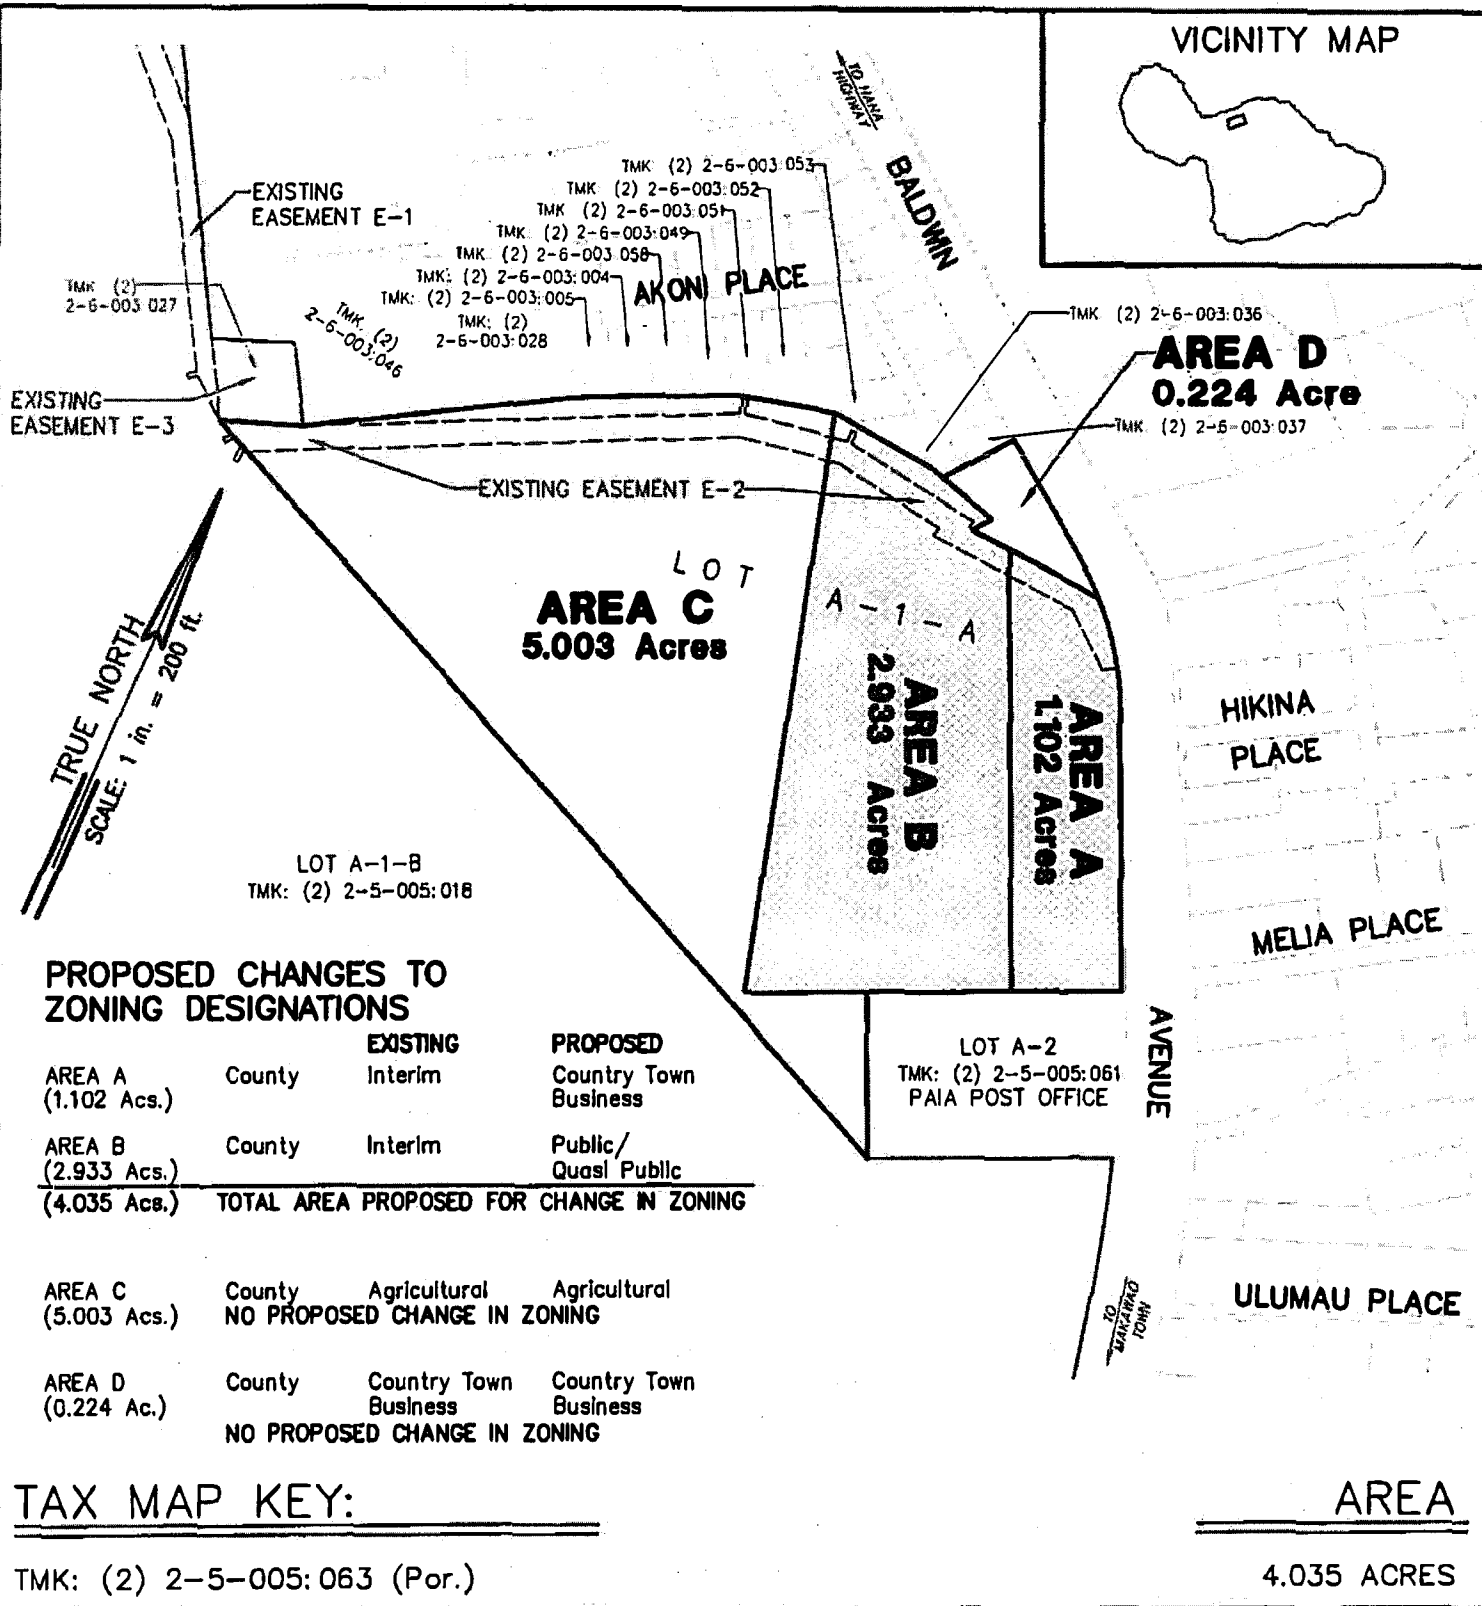 VICINITY MAP
TO HANA
HIGHWAY
BALDWIN
TMK: (2) 2-6-003:053
TMK (2) 2-6-003:052
TMK (2) 2-6-003:051
TMK: (2) 2-6-003:049
TMK (2) 2-6-003:058
TMK: (2) 2-6-003:004
TMK: (2) 2-6-003:005
TMK: (2)
2-6-003:028
AKONI PLACE
EXISTING
EASEMENT E-1
TMK (2)
2-6-003:027
TMK: (2)
2-6-003:046
EXISTING
EASEMENT E-3
TMK (2) 2-6-003:036
AREA D
0.224 Acre
TMK (2) 2-6-003:037
EXISTING EASEMENT E-2
LOT
A-1-A
AREA C
5.003 Acres
AREA B
2.933 Acres
AREA A
1.102 Acres
TRUE NORTH
SCALE: 1 in. = 200 ft.
HIKINA
PLACE
MELIA PLACE
LOT A-1-B
TMK: (2) 2-5-005:018
LOT A-2
TMK: (2) 2-5-005:061
PAIA POST OFFICE
AVENUE
TO
MAKAWAO
TOWN
ULUMAU PLACE
PROPOSED CHANGES TO
ZONING DESIGNATIONS
EXISTING PROPOSED
AREA A County Interim Country Town
(1.102 Acs.) Business
AREA B County Interim Public/
(2.933 Acs.) Quasi Public
(4.035 Acs.) TOTAL AREA PROPOSED FOR CHANGE IN ZONING
AREA C County Agricultural Agricultural
(5.003 Acs.) NO PROPOSED CHANGE IN ZONING
AREA D County Country Town Country Town
(0.224 Ac.) Business Business
NO PROPOSED CHANGE IN ZONING
TAX MAP KEY: AREA
TMK: (2) 2-5-005:063 (Por.) 4.035 ACRES